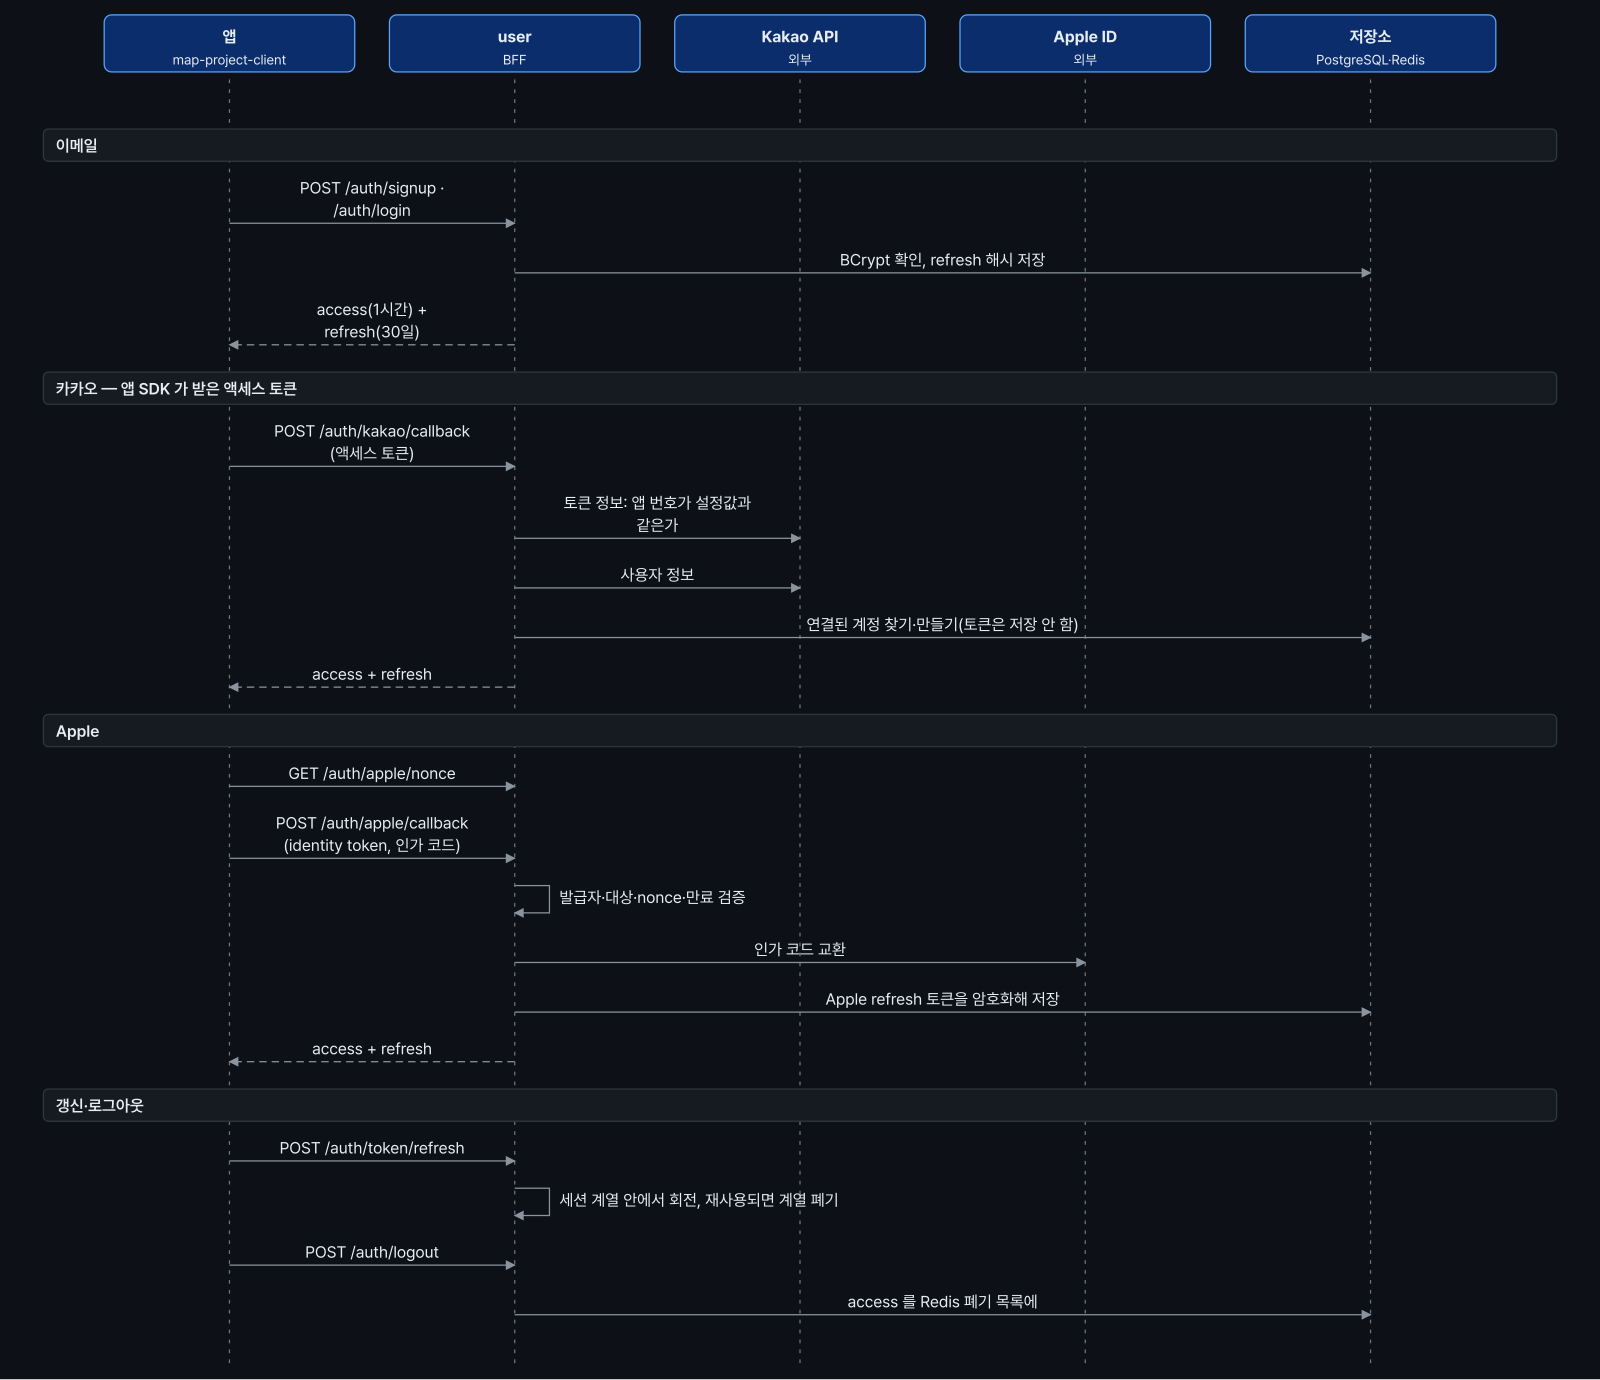 앱
map-project-client
user
BFF
Kakao API
외부
Apple ID
외부
저장소
PostgreSQL·Redis
이메일
POST /auth/signup ·
/auth/login
BCrypt 확인, refresh 해시 저장
access(1시간) +
refresh(30일)
카카오 — 앱 SDK 가 받은 액세스 토큰
POST /auth/kakao/callback
(액세스 토큰)
토큰 정보: 앱 번호가 설정값과
같은가
사용자 정보
연결된 계정 찾기·만들기(토큰은 저장 안 함)
access + refresh
Apple
GET /auth/apple/nonce
POST /auth/apple/callback
(identity token, 인가 코드)
발급자·대상·nonce·만료 검증
인가 코드 교환
Apple refresh 토큰을 암호화해 저장
access + refresh
갱신·로그아웃
POST /auth/token/refresh
세션 계열 안에서 회전, 재사용되면 계열 폐기
POST /auth/logout
access 를 Redis 폐기 목록에